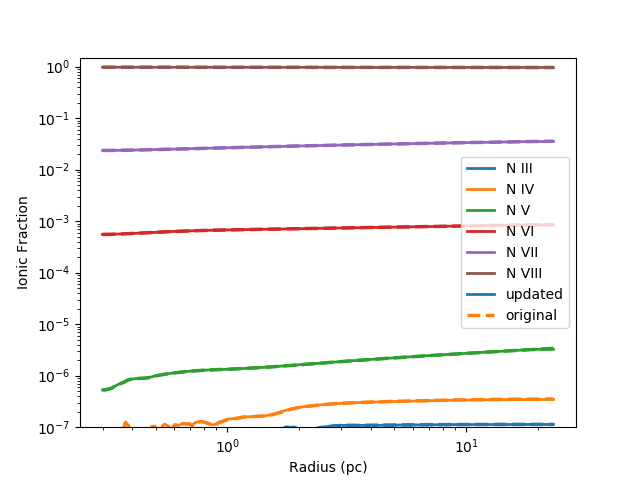 Ionic Fraction
10⁰
10⁻¹
10⁻²
10⁻³
10⁻⁴
10⁻⁵
10⁻⁶
10⁻⁷
N III
N IV
N V
N VI
N VII
N VIII
updated
original
10⁰ 10¹
Radius (pc)